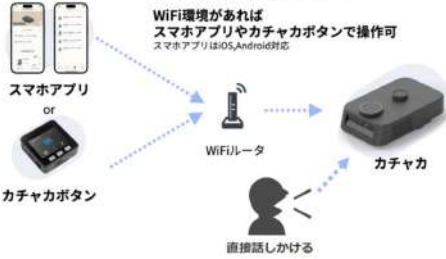 WiFi環境があれば
スマホアプリやカチャカボタンで操作可
スマホアプリはiOS,Android対応
スマホアプリ
or
カチャカボタン
WiFiルータ
カチャカ
直接話しかける